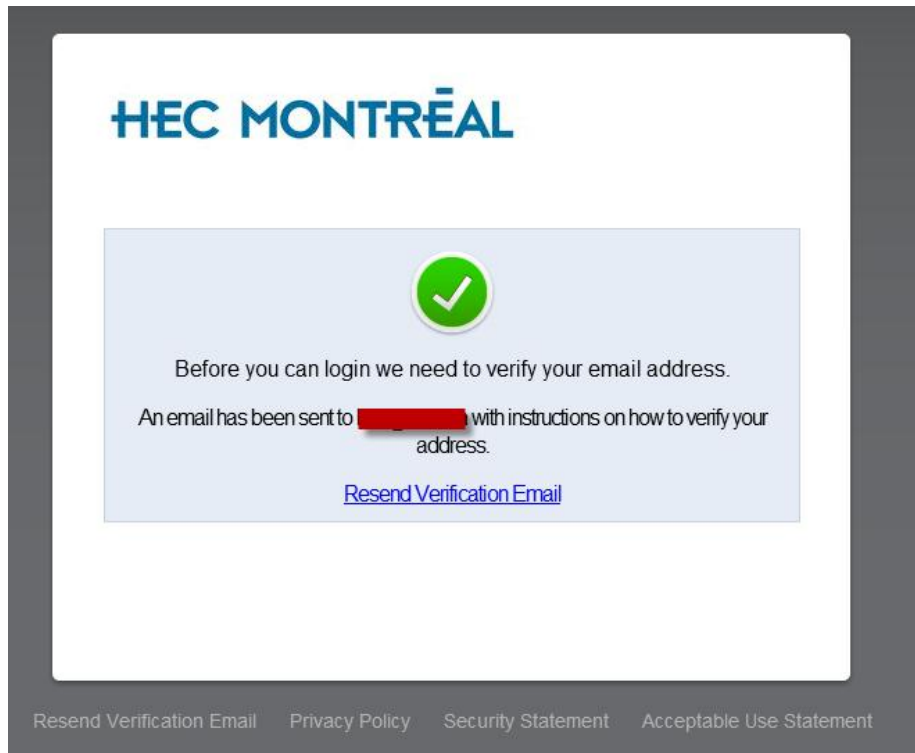 HEC MONTRĒAL
Before you can login we need to verify your email address.
An email has been sent to with instructions on how to verify your
address.
Resend Verification Email
Resend Verification Email Privacy Policy Security Statement Acceptable Use Statement